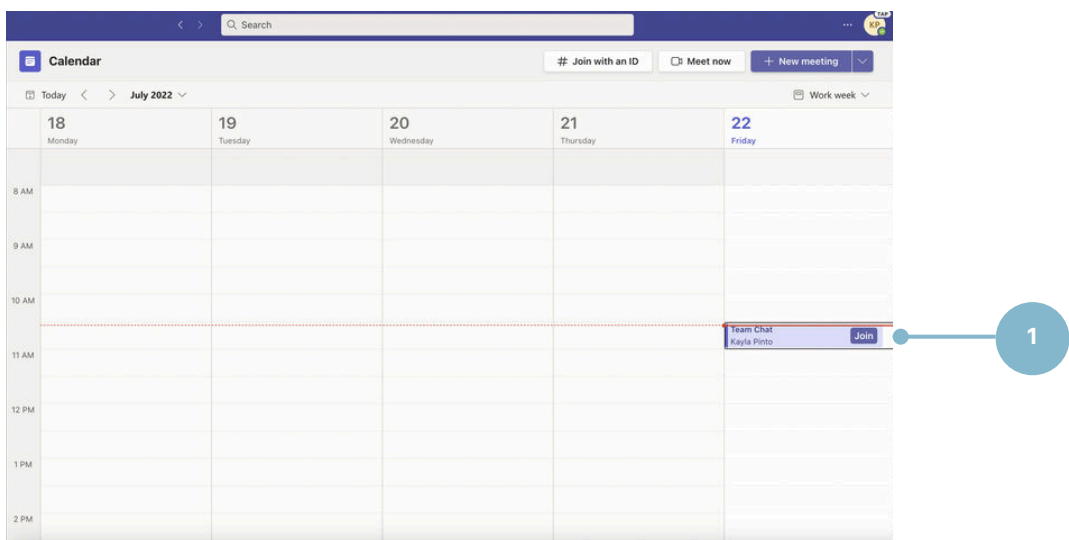 Search
TAP
KP
Calendar
# Join with an ID
Meet now
+ New meeting
Today
July 2022
Work week
18
Monday
19
Tuesday
20
Wednesday
21
Thursday
22
Friday
8 AM
9 AM
10 AM
Team Chat
Kayla Pinto
Join
1
11 AM
12 PM
1 PM
2 PM